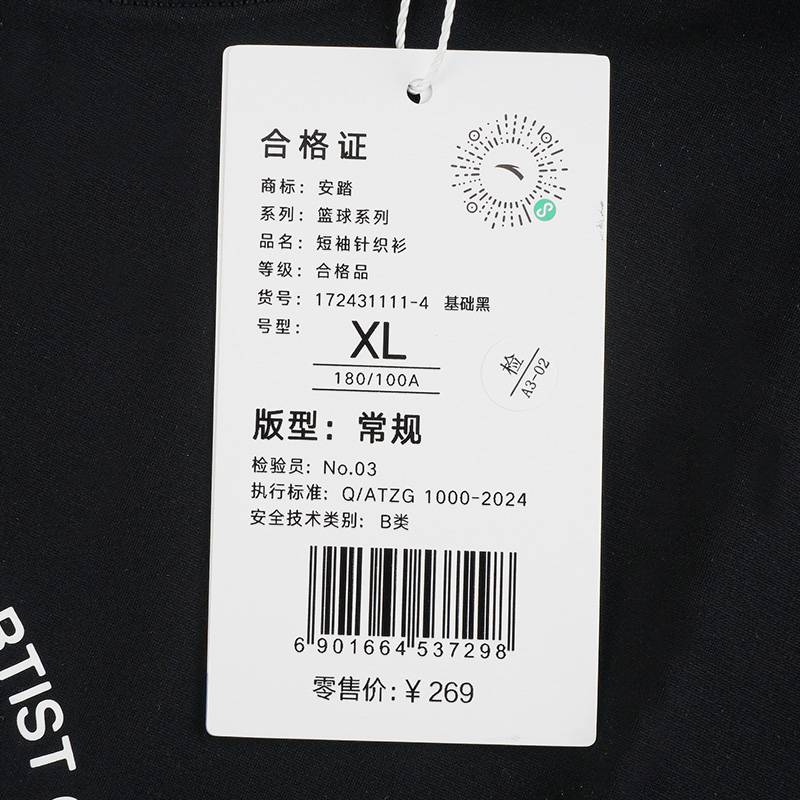 合格证
商标：安踏
系列：篮球系列
品名：短袖针织衫
等级：合格品
货号：172431111-4 基础黑
号型：XL
180/100A
检
A3-02
版型：常规
检验员：No.03
执行标准：Q/ATZG 1000-2024
安全技术类别：B类
6 901664 537298
零售价：¥ 269
RTIST